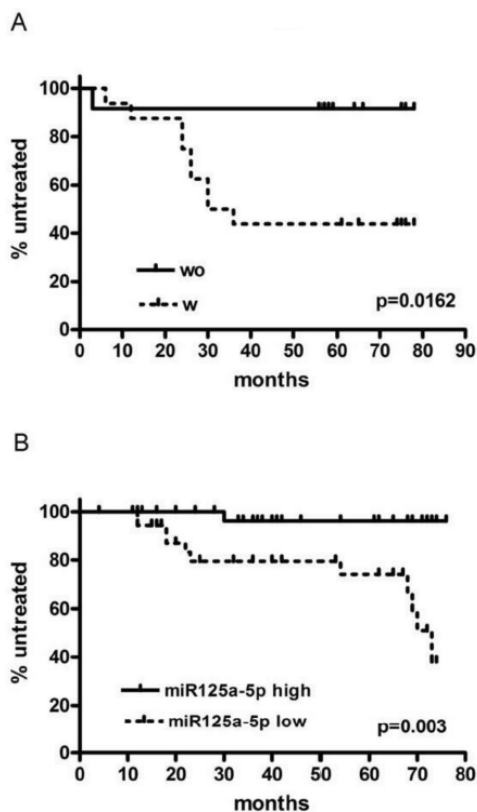 A
% untreated
100
80
60
40
20
0
wo
w
p=0.0162
0 10 20 30 40 50 60 70 80 90
months
B
% untreated
100
80
60
40
20
0
miR125a-5p high
miR125a-5p low
p=0.003
0 10 20 30 40 50 60 70 80
months